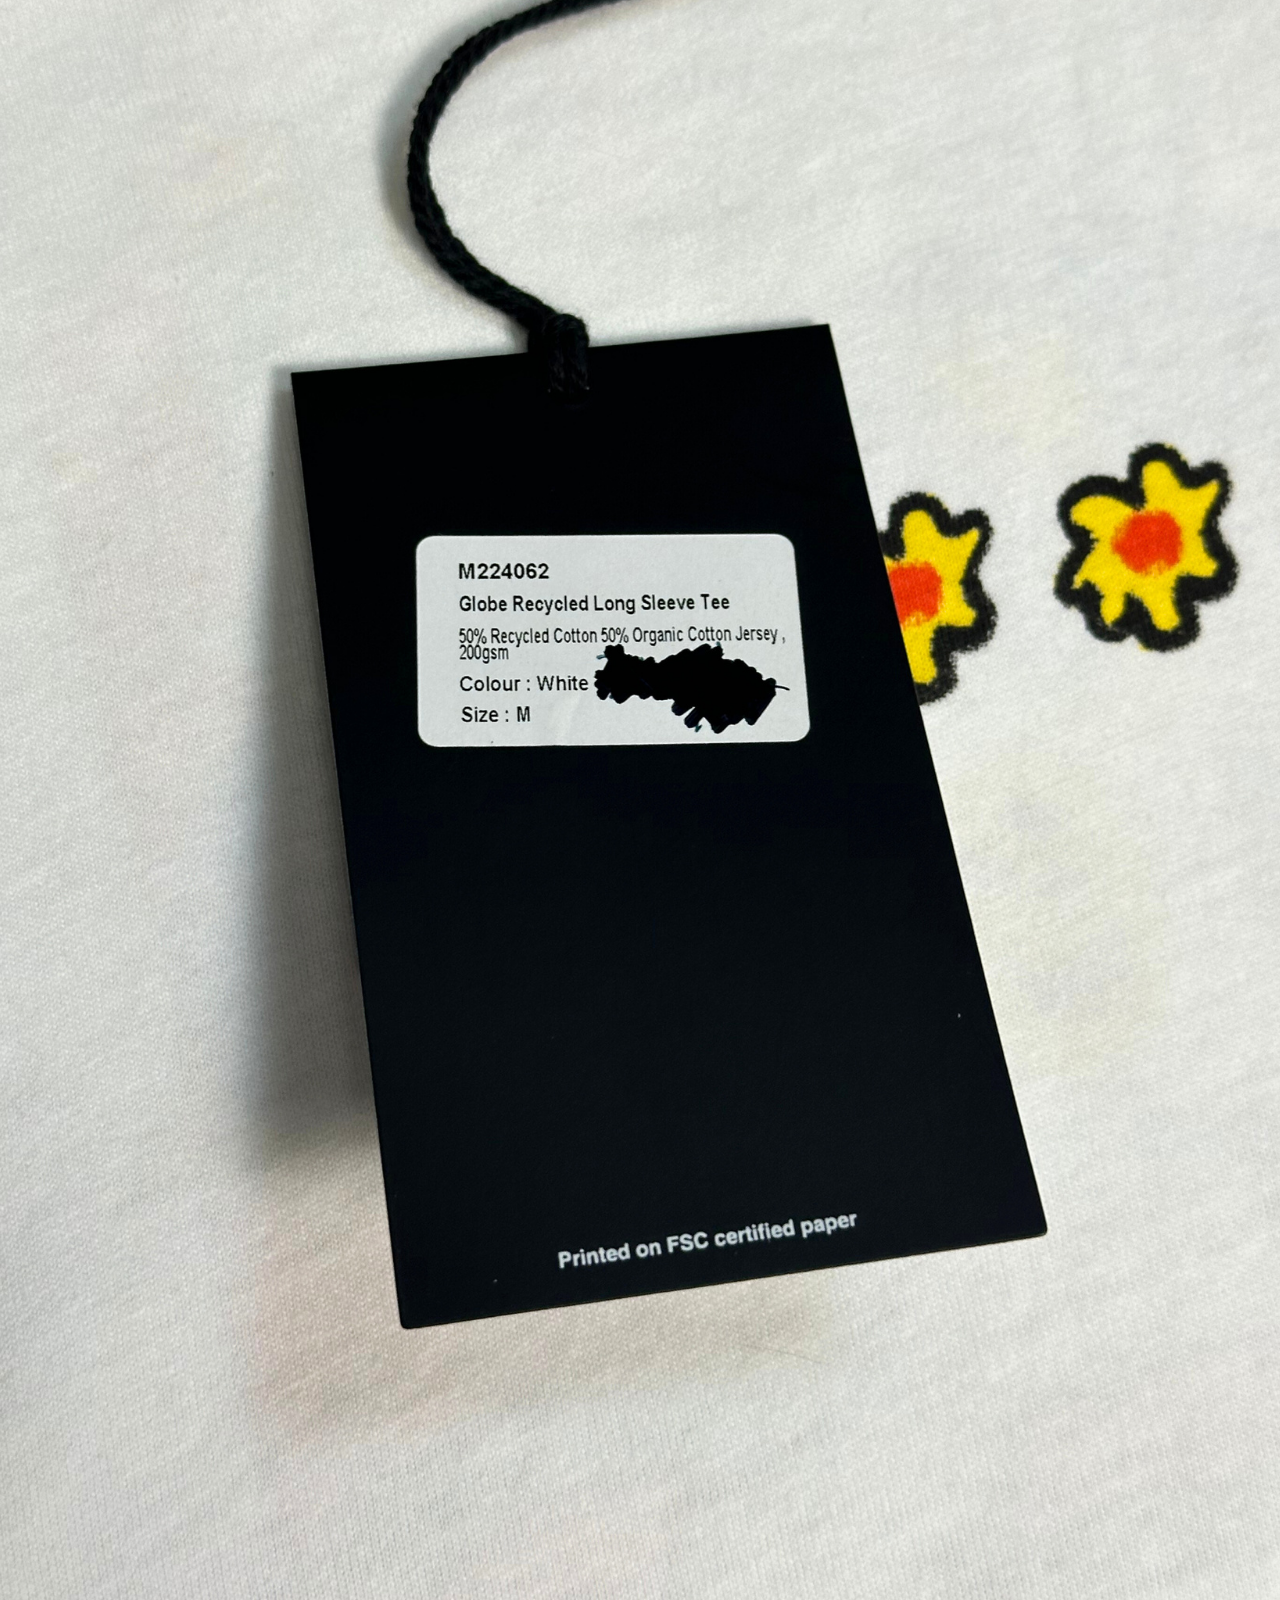 M224062
Globe Recycled Long Sleeve Tee
50% Recycled Cotton 50% Organic Cotton Jersey ,
200gsm
Colour : White
Size : M
Printed on FSC certified paper